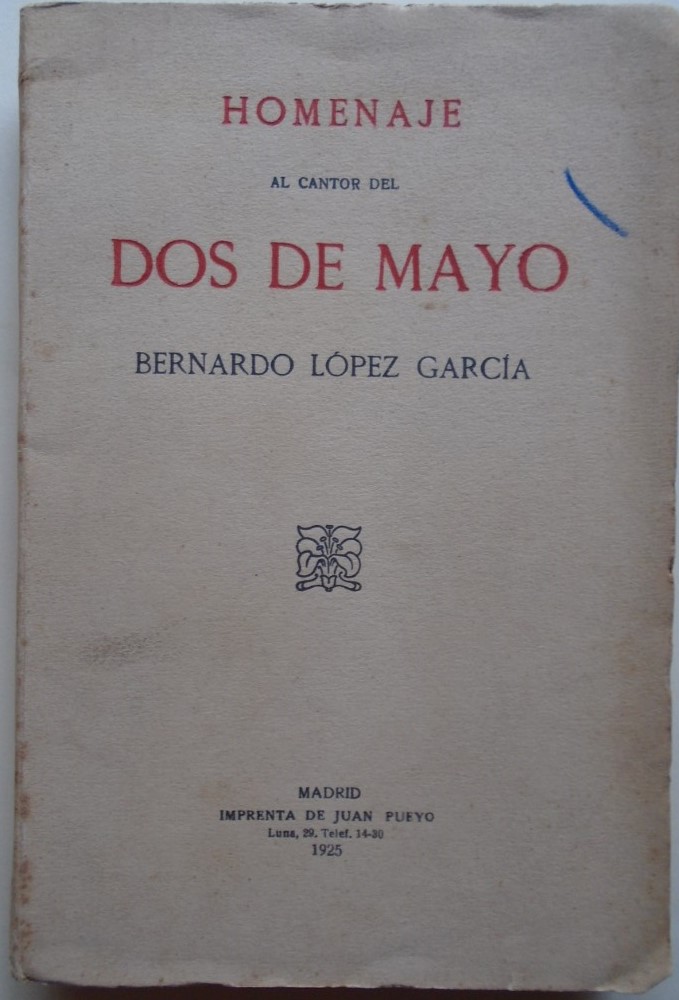 HOMENAJE
AL CANTOR DEL
DOS DE MAYO
BERNARDO LÓPEZ GARCÍA
MADRID
IMPRENTA DE JUAN PUEYO
Luna, 29. Telef. 14-30
1925